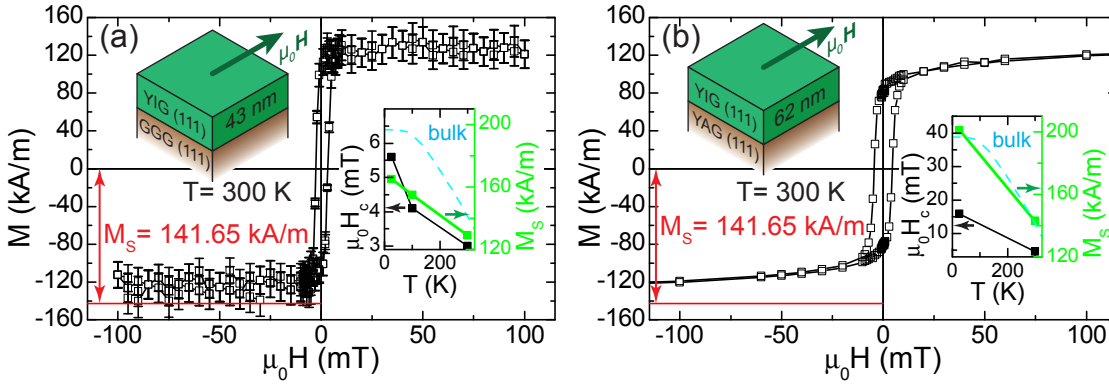 (a)
μ₀H
YIG (111)
43 nm
GGG (111)
T= 300 K
Mₛ= 141.65 kA/m
M (kA/m)
160
120
80
40
0
-40
-80
-120
-160
-100
-50
0
50
100
μ₀H (mT)
bulk
6
5
4
3
μ₀H꜀ (mT)
200
160
120
Mₛ (kA/m)
0
200
T (K)
(b)
μ₀H
YIG (111)
62 nm
YAG (111)
T= 300 K
Mₛ= 141.65 kA/m
M (kA/m)
160
120
80
40
0
-40
-80
-120
-160
-100
-50
0
50
100
μ₀H (mT)
bulk
40
30
20
10
μ₀H꜀ (mT)
200
160
140
120
Mₛ (kA/m)
0
200
T (K)